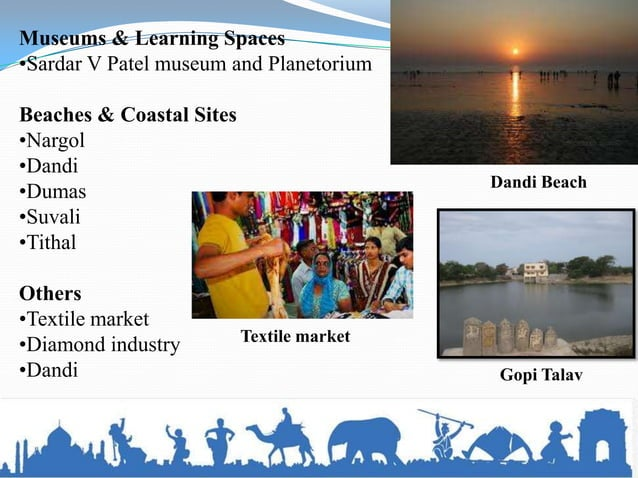 Museums & Learning Spaces
•Sardar V Patel museum and Planetorium
Beaches & Coastal Sites
•Nargol
•Dandi
•Dumas
•Suvali
•Tithal
Others
•Textile market
•Diamond industry
•Dandi
Dandi Beach
Textile market
Gopi Talav